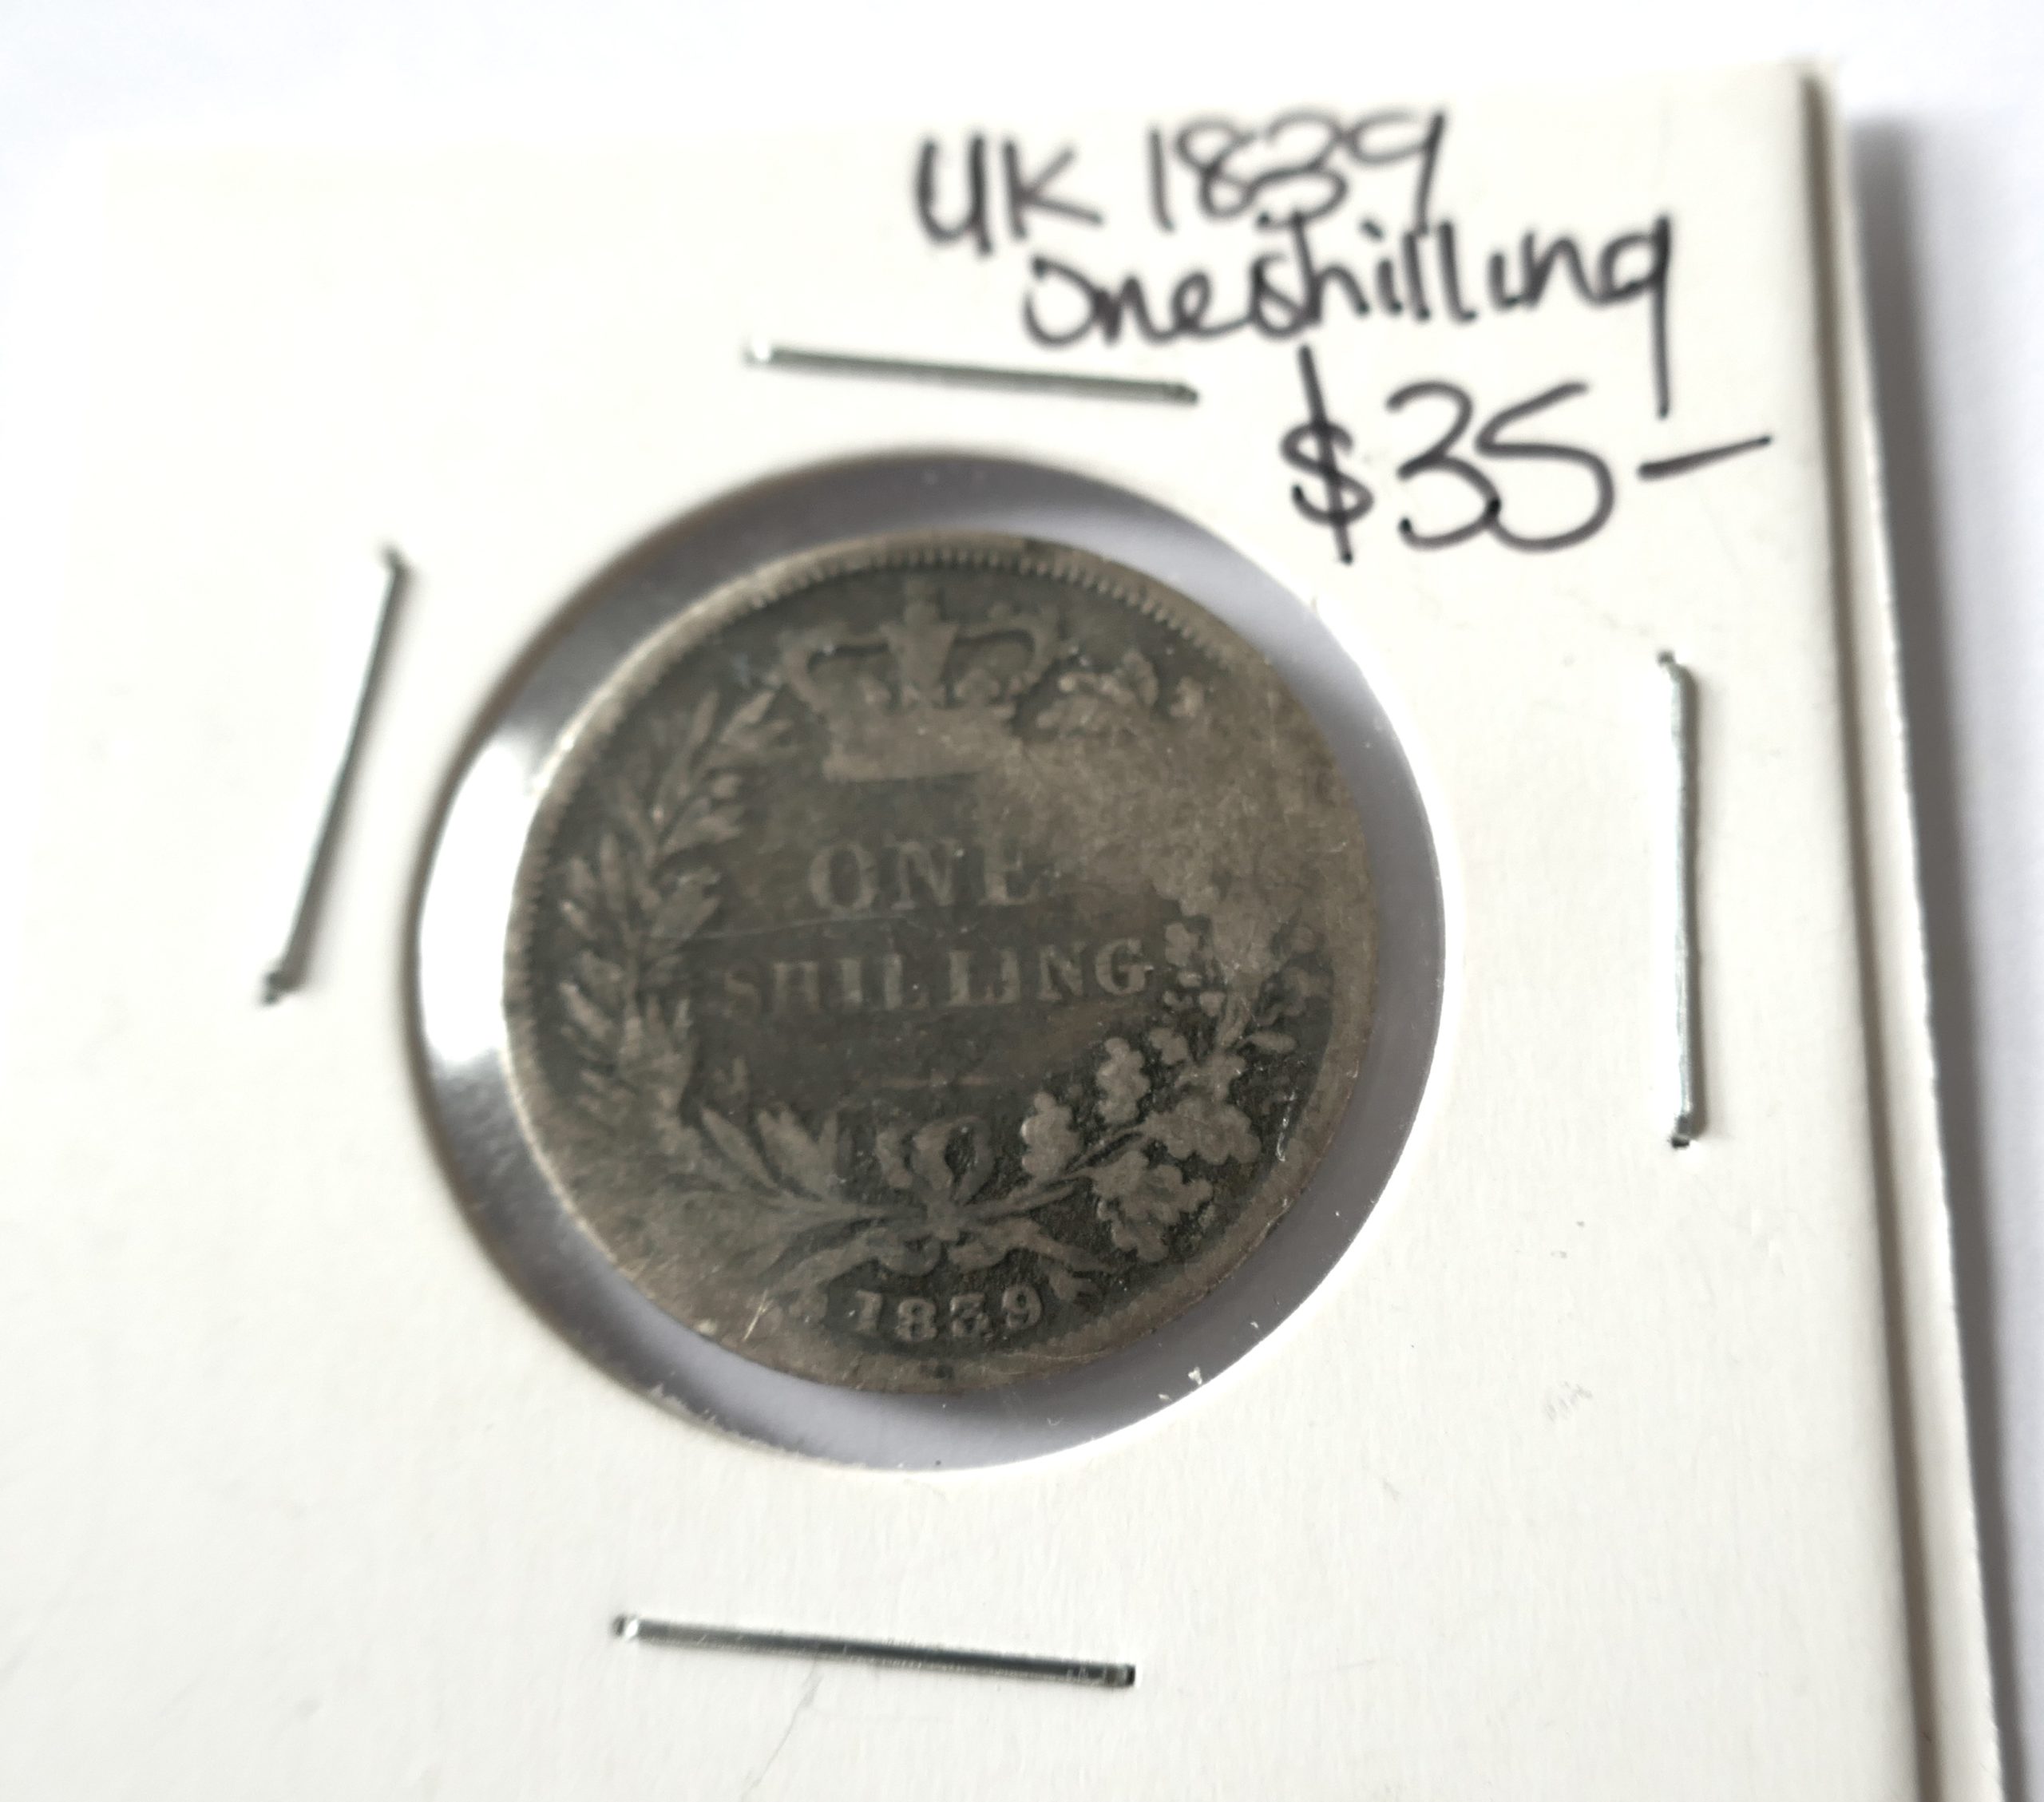 UK 1839
One shilling
$35-
ONE
SHILLING
1839